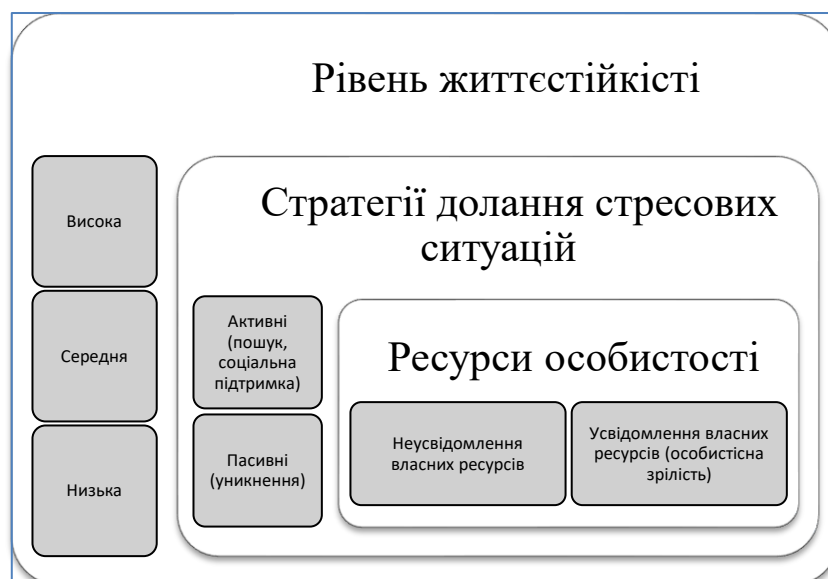 Рівень життєстійкісті
Висока
Середня
Низька
Стратегії долання стресових
ситуацій
Активні
(пошук,
соціальна
підтримка)
Пасивні
(уникнення)
Ресурси особистості
Неусвідомлення
власних ресурсів
Усвідомлення власних
ресурсів (особистісна
зрілість)